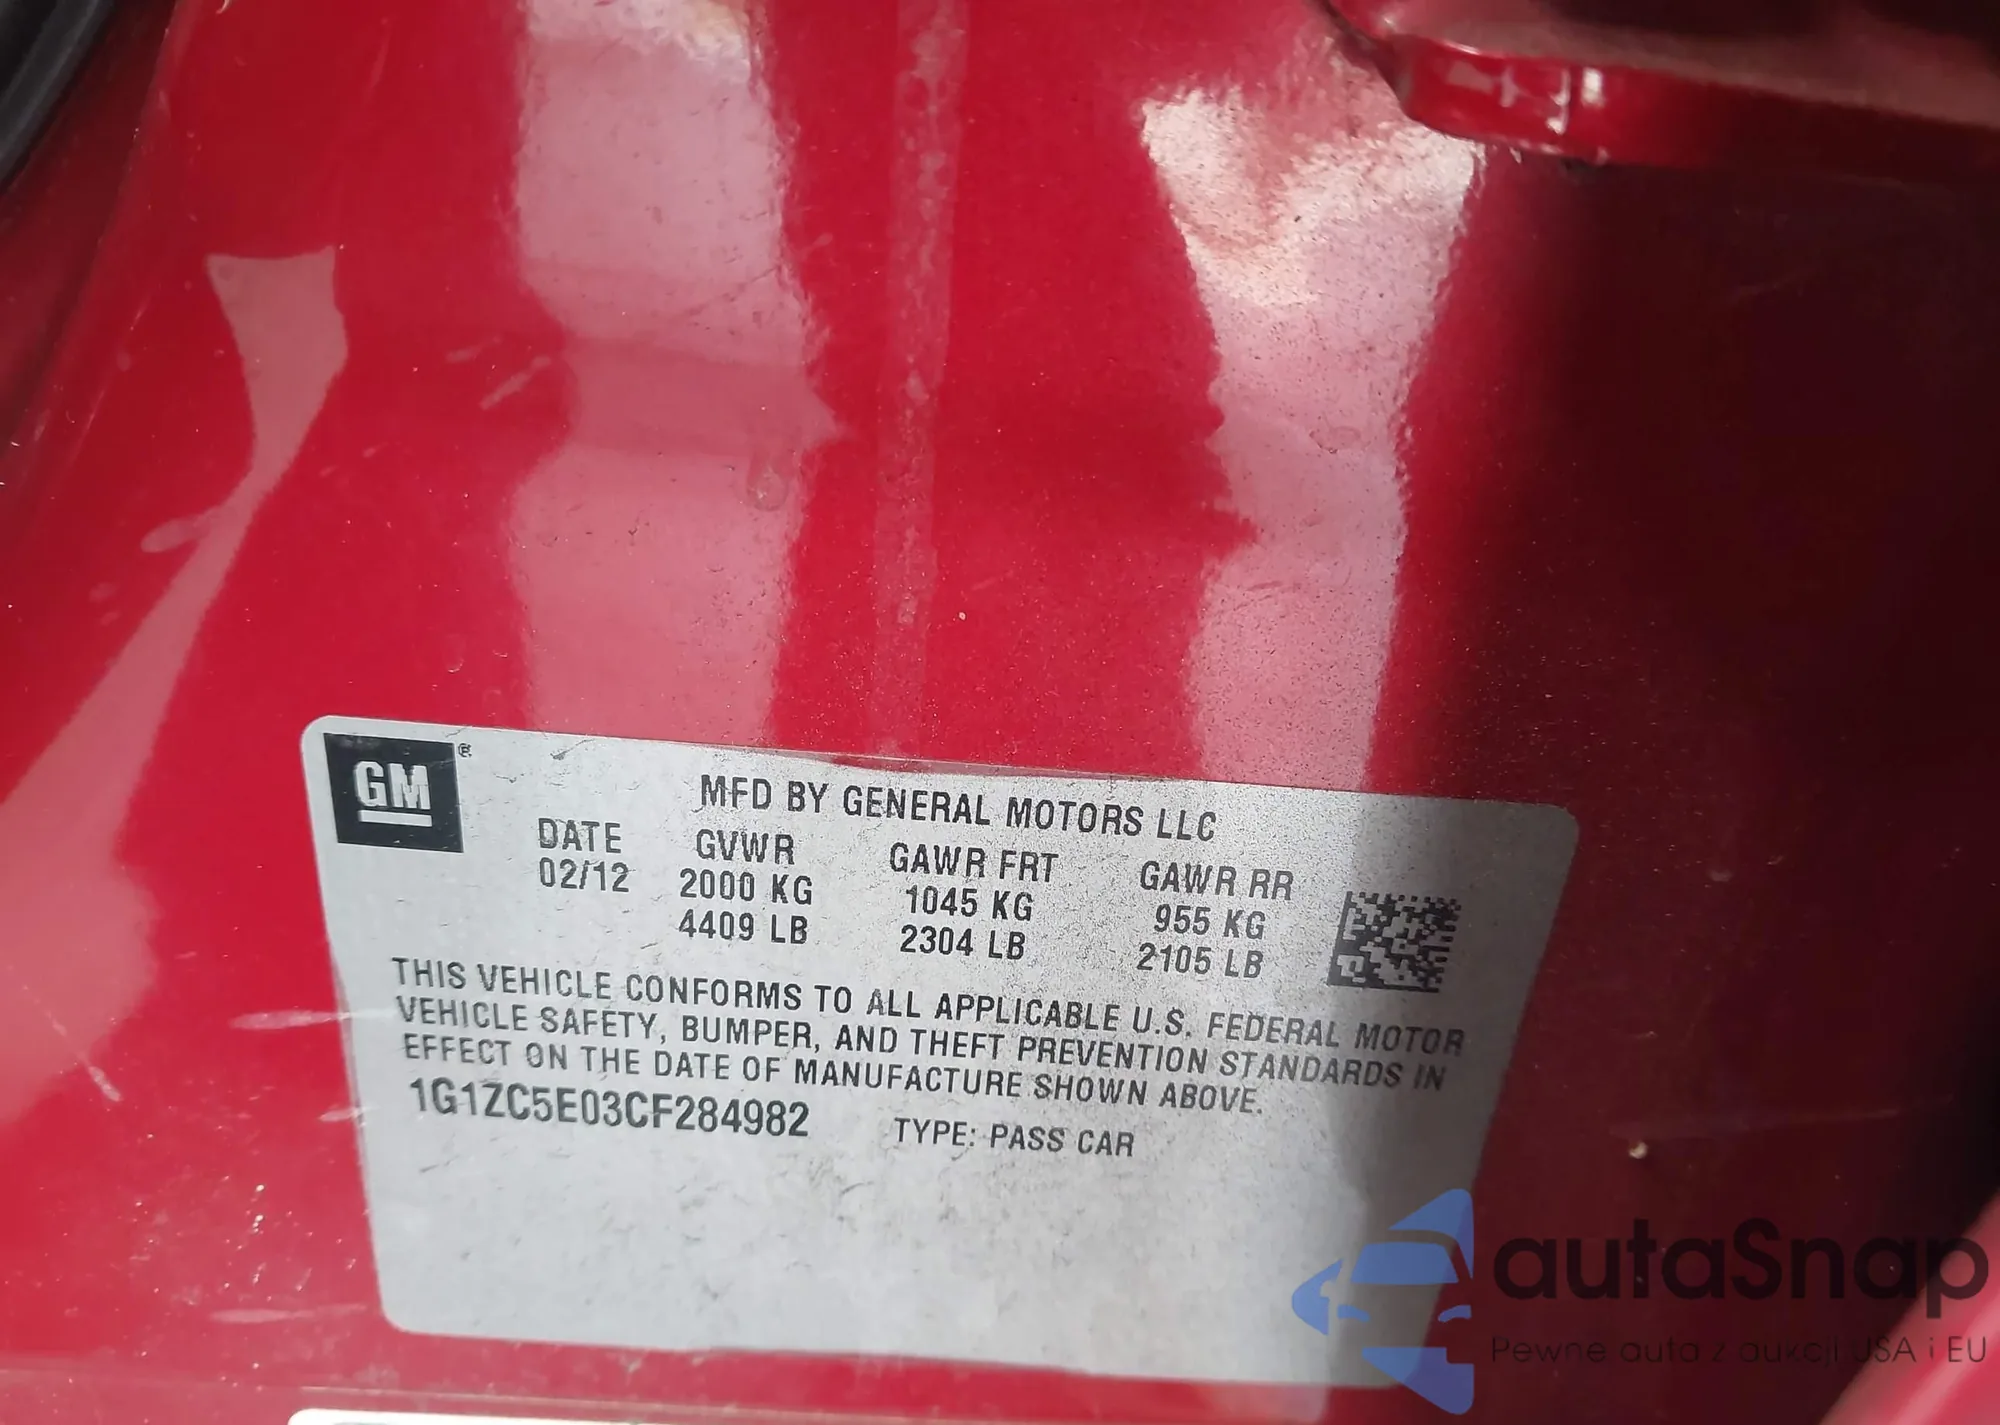 GM ®
MFD BY GENERAL MOTORS LLC
DATE GVWR GAWR FRT GAWR RR
02/12 2000 KG 1045 KG 955 KG
4409 LB 2304 LB 2105 LB
THIS VEHICLE CONFORMS TO ALL APPLICABLE U.S. FEDERAL MOTOR
VEHICLE SAFETY, BUMPER, AND THEFT PREVENTION STANDARDS IN
EFFECT ON THE DATE OF MANUFACTURE SHOWN ABOVE.
1G1ZC5E03CF284982 TYPE: PASS CAR
autaSnap
Pewne auta z aukcji USA i EU